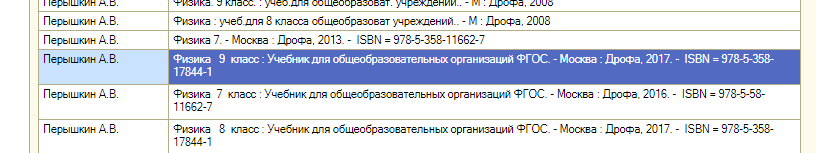 Перышкин А.В. Физика. 9 класс. : учеб.для общеобразоват. учреждений.. - М : Дрофа, 2008
Перышкин А.В. Физика : учеб.для 8 класса общеобразоват учреждений.. - М : Дрофа, 2008
Перышкин А.В. Физика 7. - Москва : Дрофа, 2013. - ISBN = 978-5-358-11662-7
Перышкин А.В. Физика 9 класс : Учебник для общеобразовательных организаций ФГОС. - Москва : Дрофа, 2017. - ISBN = 978-5-358-
17844-1
Перышкин А.В. Физика 7 класс : Учебник для общеобразовательных организаций ФГОС. - Москва : Дрофа, 2016. - ISBN = 978-5-58-
11662-7
Перышкин А.В. Физика 8 класс : Учебник для общеобразовательных организаций ФГОС. - Москва : Дрофа, 2017. - ISBN = 978-5-358-
17844-1